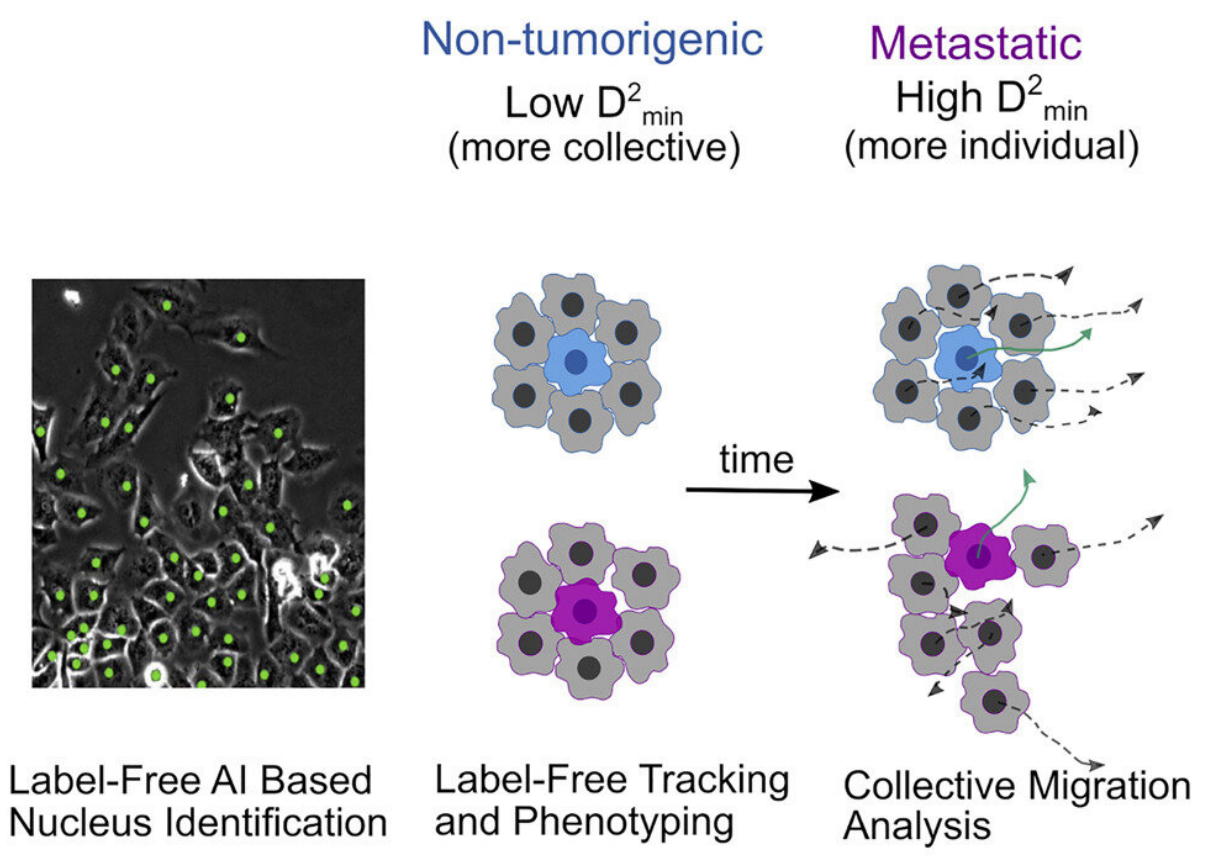 Non-tumorigenic
Low D²min
(more collective)
Metastatic
High D²min
(more individual)
time
Label-Free AI Based
Nucleus Identification
Label-Free Tracking
and Phenotyping
Collective Migration
Analysis